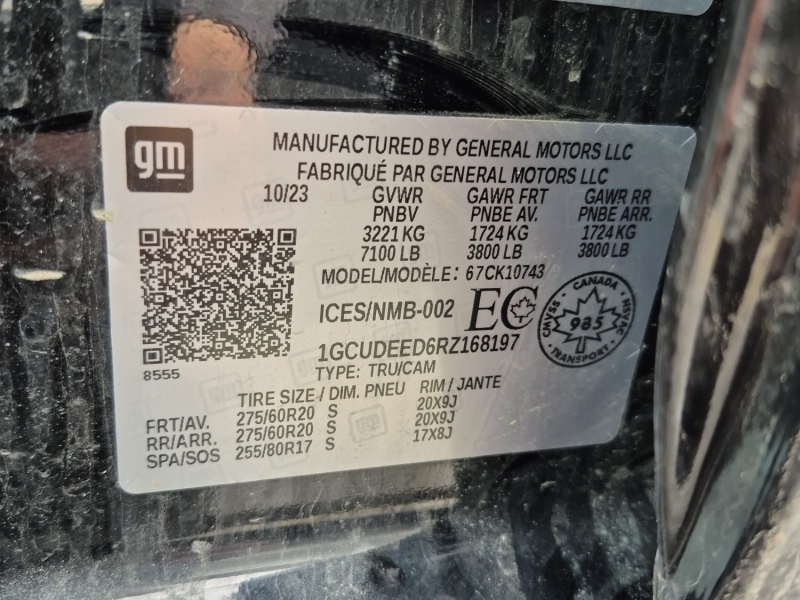 gm
MANUFACTURED BY GENERAL MOTORS LLC
FABRIQUÉ PAR GENERAL MOTORS LLC
10/23 GVWR GAWR FRT GAWR RR
PNBV PNBE AV. PNBE ARR.
3221 KG 1724 KG 1724 KG
7100 LB 3800 LB 3800 LB
MODEL/MODÈLE: 67CK10743
ICES/NMB-002 EC
CANADA
CMVSS 985 NSVAC
TRANSPORT
1GCUDEED6RZ168197
8555
TYPE: TRU/CAM
TIRE SIZE / DIM. PNEU RIM / JANTE
FRT/AV. 275/60R20 S 20X9J
RR/ARR. 275/60R20 S 20X9J
SPA/SOS 255/80R17 S 17X8J